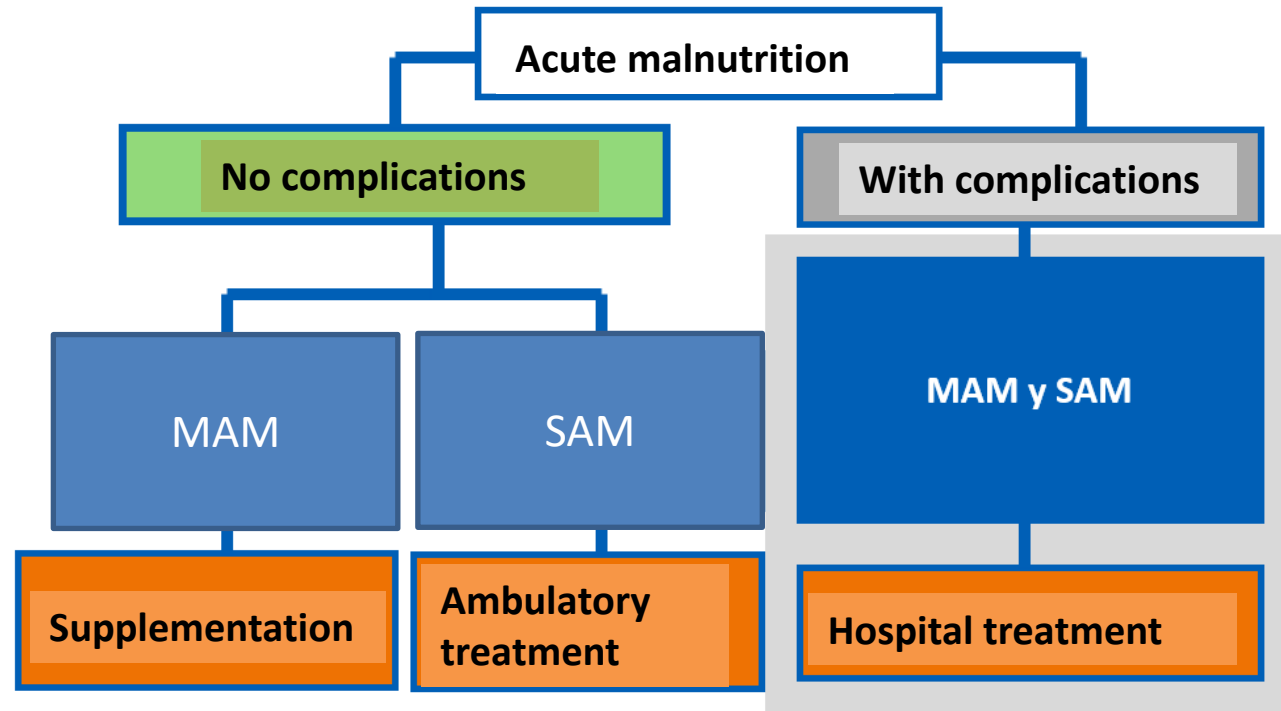 Acute malnutrition
No complications
With complications
MAM
SAM
MAM y SAM
Supplementation
Ambulatory
treatment
Hospital treatment